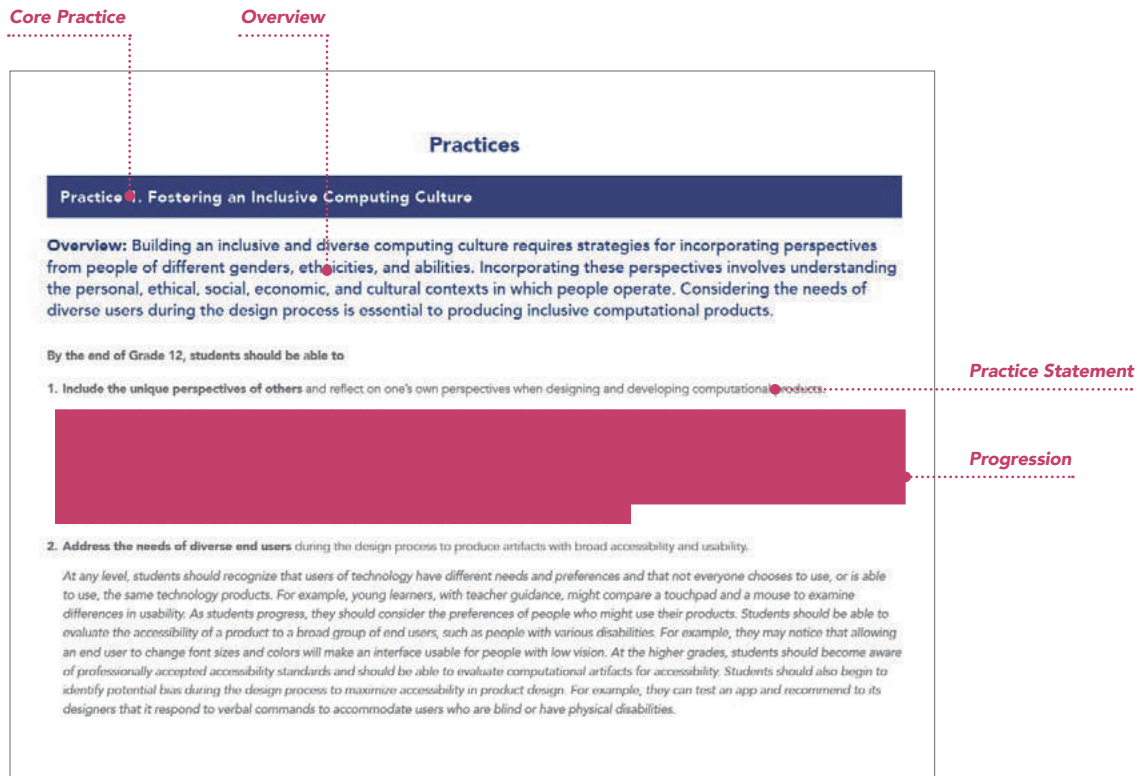 Core Practice
Overview
Practices
Practice 1. Fostering an Inclusive Computing Culture
Overview: Building an inclusive and diverse computing culture requires strategies for incorporating perspectives
from people of different genders, ethnicities, and abilities. Incorporating these perspectives involves understanding
the personal, ethical, social, economic, and cultural contexts in which people operate. Considering the needs of
diverse users during the design process is essential to producing inclusive computational products.
By the end of Grade 12, students should be able to
1. Include the unique perspectives of others and reflect on one's own perspectives when designing and developing computational products.
Practice Statement
Progression
2. Address the needs of diverse end users during the design process to produce artifacts with broad accessibility and usability.
At any level, students should recognize that users of technology have different needs and preferences and that not everyone chooses to use, or is able
to use, the same technology products. For example, young learners, with teacher guidance, might compare a touchpad and a mouse to examine
differences in usability. As students progress, they should consider the preferences of people who might use their products. Students should be able to
evaluate the accessibility of a product to a broad group of end users, such as people with various disabilities. For example, they may notice that allowing
an end user to change font sizes and colors will make an interface usable for people with low vision. At the higher grades, students should become aware
of professionally accepted accessibility standards and should be able to evaluate computational artifacts for accessibility. Students should also begin to
identify potential bias during the design process to maximize accessibility in product design. For example, they can test an app and recommend to its
designers that it respond to verbal commands to accommodate users who are blind or have physical disabilities.